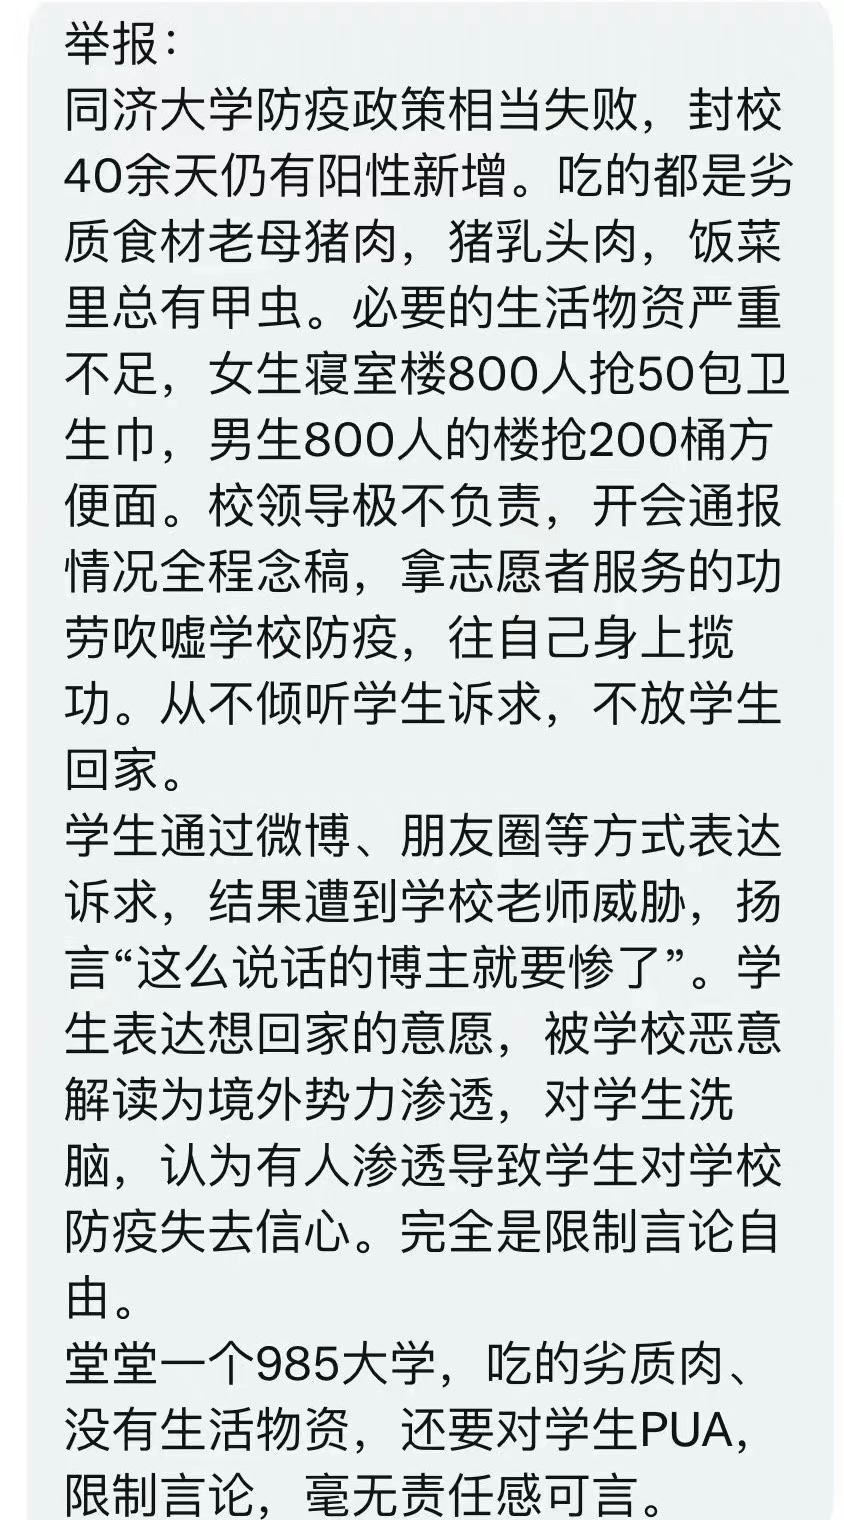 举报：
同济大学防疫政策相当失败，封校
40余天仍有阳性新增。吃的都是劣
质食材老母猪肉，猪乳头肉，饭菜
里总有甲虫。必要的生活物资严重
不足，女生寝室楼800人抢50包卫
生巾，男生800人的楼抢200桶方
便面。校领导极不负责，开会通报
情况全程念稿，拿志愿者服务的功
劳吹嘘学校防疫，往自己身上揽
功。从不倾听学生诉求，不放学生
回家。
学生通过微博、朋友圈等方式表达
诉求，结果遭到学校老师威胁，扬
言“这么说话的博主就要惨了”。学
生表达想回家的意愿，被学校恶意
解读为境外势力渗透，对学生洗
脑，认为有人渗透导致学生对学校
防疫失去信心。完全是限制言论自
由。
堂堂一个985大学，吃的劣质肉、
没有生活物资，还要对学生PUA，
限制言论，毫无责任感可言。